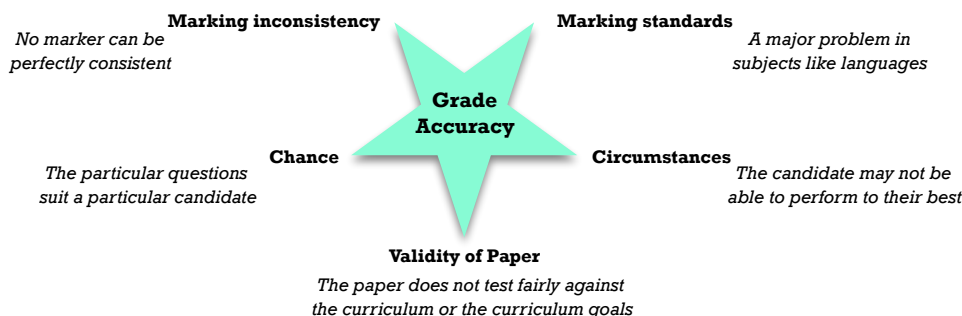 Marking inconsistency
No marker can be
perfectly consistent
Marking standards
A major problem in
subjects like languages
Grade
Accuracy
Chance
The particular questions
suit a particular candidate
Circumstances
The candidate may not be
able to perform to their best
Validity of Paper
The paper does not test fairly against
the curriculum or the curriculum goals